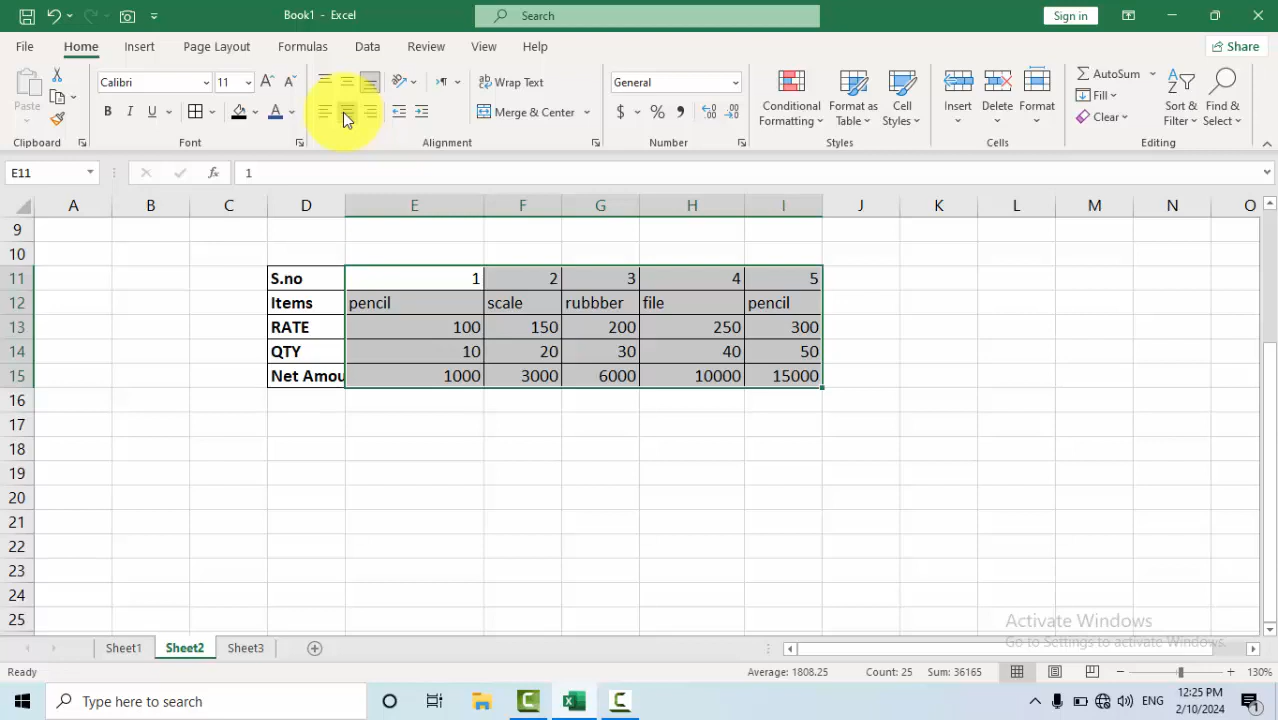 Book1 - Excel
Search
Sign in
File Home Insert Page Layout Formulas Data Review View Help
Share
Paste
Calibri 11
B I U
Wrap Text
Merge & Center
General
$ % ,
Conditional Formatting
Format as Table
Cell Styles
Insert
Delete
Format
AutoSum
Fill
Clear
Sort & Filter
Find & Select
Clipboard Font Alignment Number Styles Cells Editing
E11 fx 1
A B C D E F G H I J K L M N O
9
10
11 S.no 1 2 3 4 5
12 Items pencil scale rubbber file pencil
13 RATE 100 150 200 250 300
14 QTY 10 20 30 40 50
15 Net Amou 1000 3000 6000 10000 15000
16
17
18
19
20
21
22
23
24
25
Activate Windows
Go to Settings to activate Windows.
Sheet1 Sheet2 Sheet3
Ready Average: 1808.25 Count: 25 Sum: 36165 130%
Type here to search
ENG
12:25 PM
2/10/2024